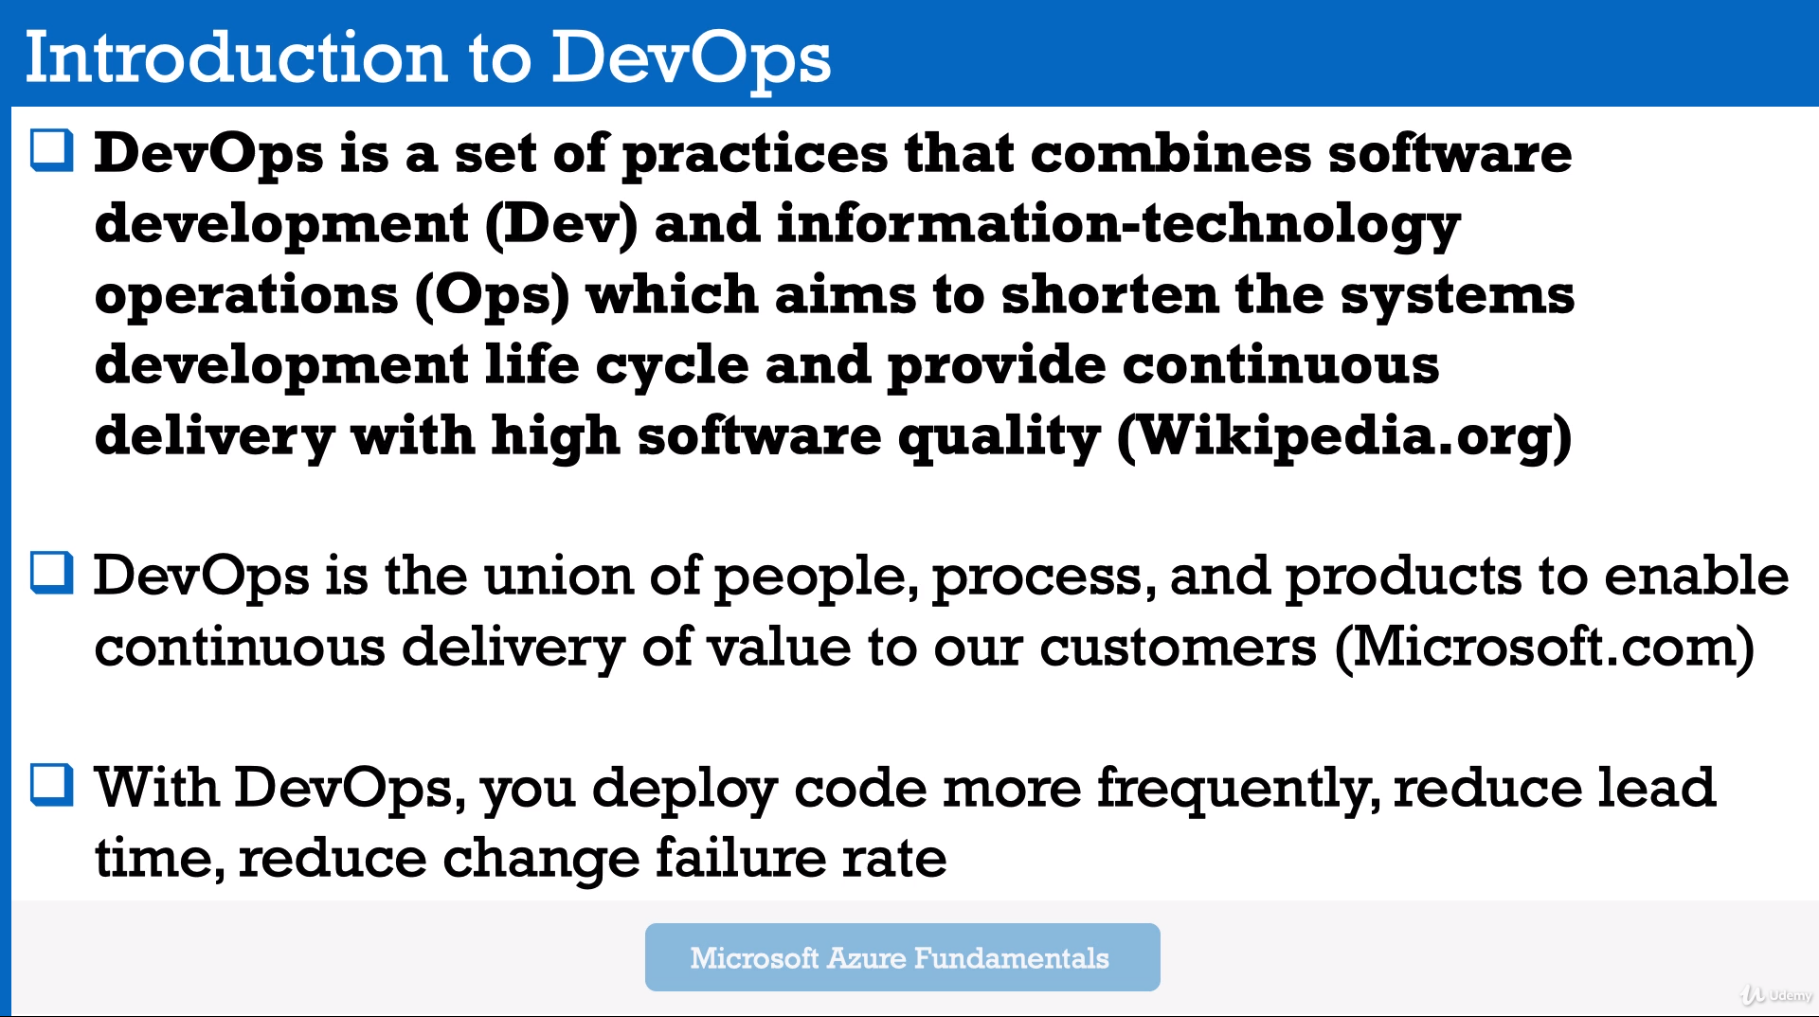 Introduction to DevOps
DevOps is a set of practices that combines software
development (Dev) and information-technology
operations (Ops) which aims to shorten the systems
development life cycle and provide continuous
delivery with high software quality (Wikipedia.org)
DevOps is the union of people, process, and products to enable
continuous delivery of value to our customers (Microsoft.com)
With DevOps, you deploy code more frequently, reduce lead
time, reduce change failure rate
Microsoft Azure Fundamentals
Udemy